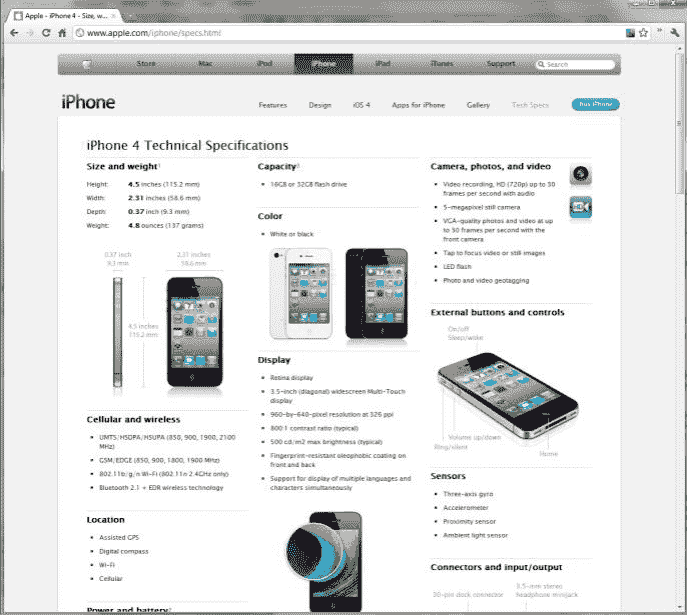 Apple - iPhone 4 - Size, w...
www.apple.com/iphone/specs.html
Store Mac iPod iPhone iPad iTunes Support Search
iPhone
Features Design iOS 4 Apps for iPhone Gallery Tech Specs Buy iPhone
iPhone 4 Technical Specifications
Size and weight1
Height: 4.5 inches (115.2 mm)
Width: 2.31 inches (58.6 mm)
Depth: 0.37 inch (9.3 mm)
Weight: 4.8 ounces (137 grams)
0.37 inch
9.3 mm
2.31 inches
58.6 mm
4.5 inches
115.2 mm
Cellular and wireless
UMTS/HSDPA/HSUPA (850, 900, 1900, 2100
MHz)
GSM/EDGE (850, 900, 1800, 1900 MHz)
802.11b/g/n Wi-Fi (802.11n 2.4GHz only)
Bluetooth 2.1 + EDR wireless technology
Location
Assisted GPS
Digital compass
Wi-Fi
Cellular
Power and battery2
Capacity
16GB or 32GB flash drive
Color
White or black
Display
Retina display
3.5-inch (diagonal) widescreen Multi-Touch
display
960-by-640-pixel resolution at 326 ppi
800:1 contrast ratio (typical)
500 cd/m2 max brightness (typical)
Fingerprint-resistant oleophobic coating on
front and back
Support for display of multiple languages and
characters simultaneously
Camera, photos, and video
Video recording, HD (720p) up to 30
frames per second with audio
5-megapixel still camera
VGA-quality photos and video at up
to 30 frames per second with the
front camera
Tap to focus video or still images
LED flash
Photo and video geotagging
External buttons and controls
On/off
Sleep/wake
Volume up/down
Ring/silent
Home
Sensors
Three-axis gyro
Accelerometer
Proximity sensor
Ambient light sensor
Connectors and input/output
30-pin dock connector
3.5-mm stereo
headphone minijack